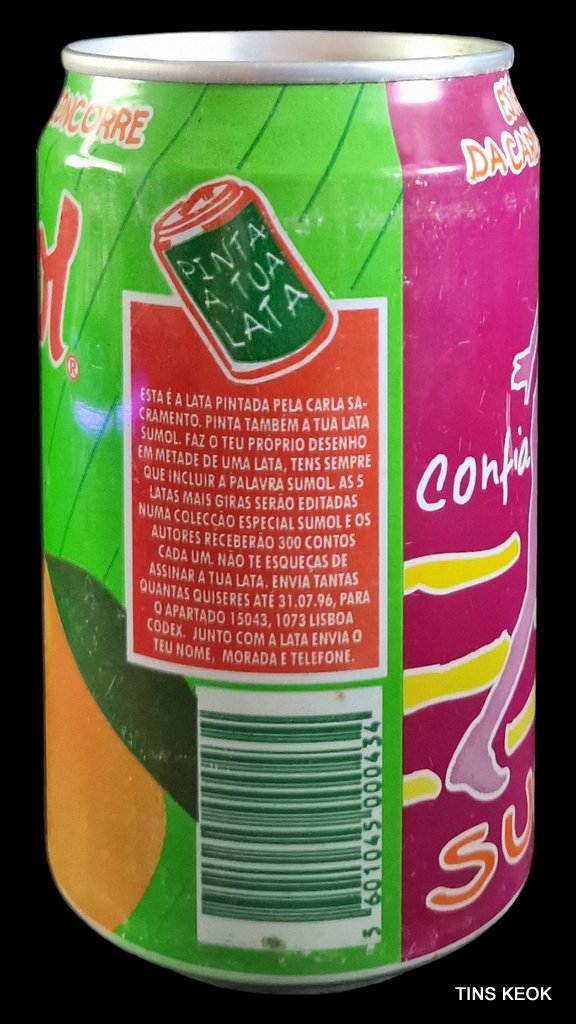 CONCORRE
DA CAR
PINTA
A TUA
LATA
®
ESTA É A LATA PINTADA PELA CARLA SA-
CRAMENTO. PINTA TAMBÉM A TUA LATA
SUMOL. FAZ O TEU PRÓPRIO DESENHO
EM METADE DE UMA LATA, TENS SEMPRE
QUE INCLUIR A PALAVRA SUMOL. AS 5
LATAS MAIS GIRAS SERÃO EDITADAS
NUMA COLECÇÃO ESPECIAL SUMOL E OS
AUTORES RECEBERÃO 300 CONTOS
CADA UM. NÃO TE ESQUEÇAS DE
ASSINAR A TUA LATA. ENVIA TANTAS
QUANTAS QUISERES ATÉ 31.07.96, PARA
O APARTADO 15043, 1073 LISBOA
CODEX. JUNTO COM A LATA ENVIA O
TEU NOME, MORADA E TELEFONE.
Confia
SU
5 601045 000434
TINS KEOK